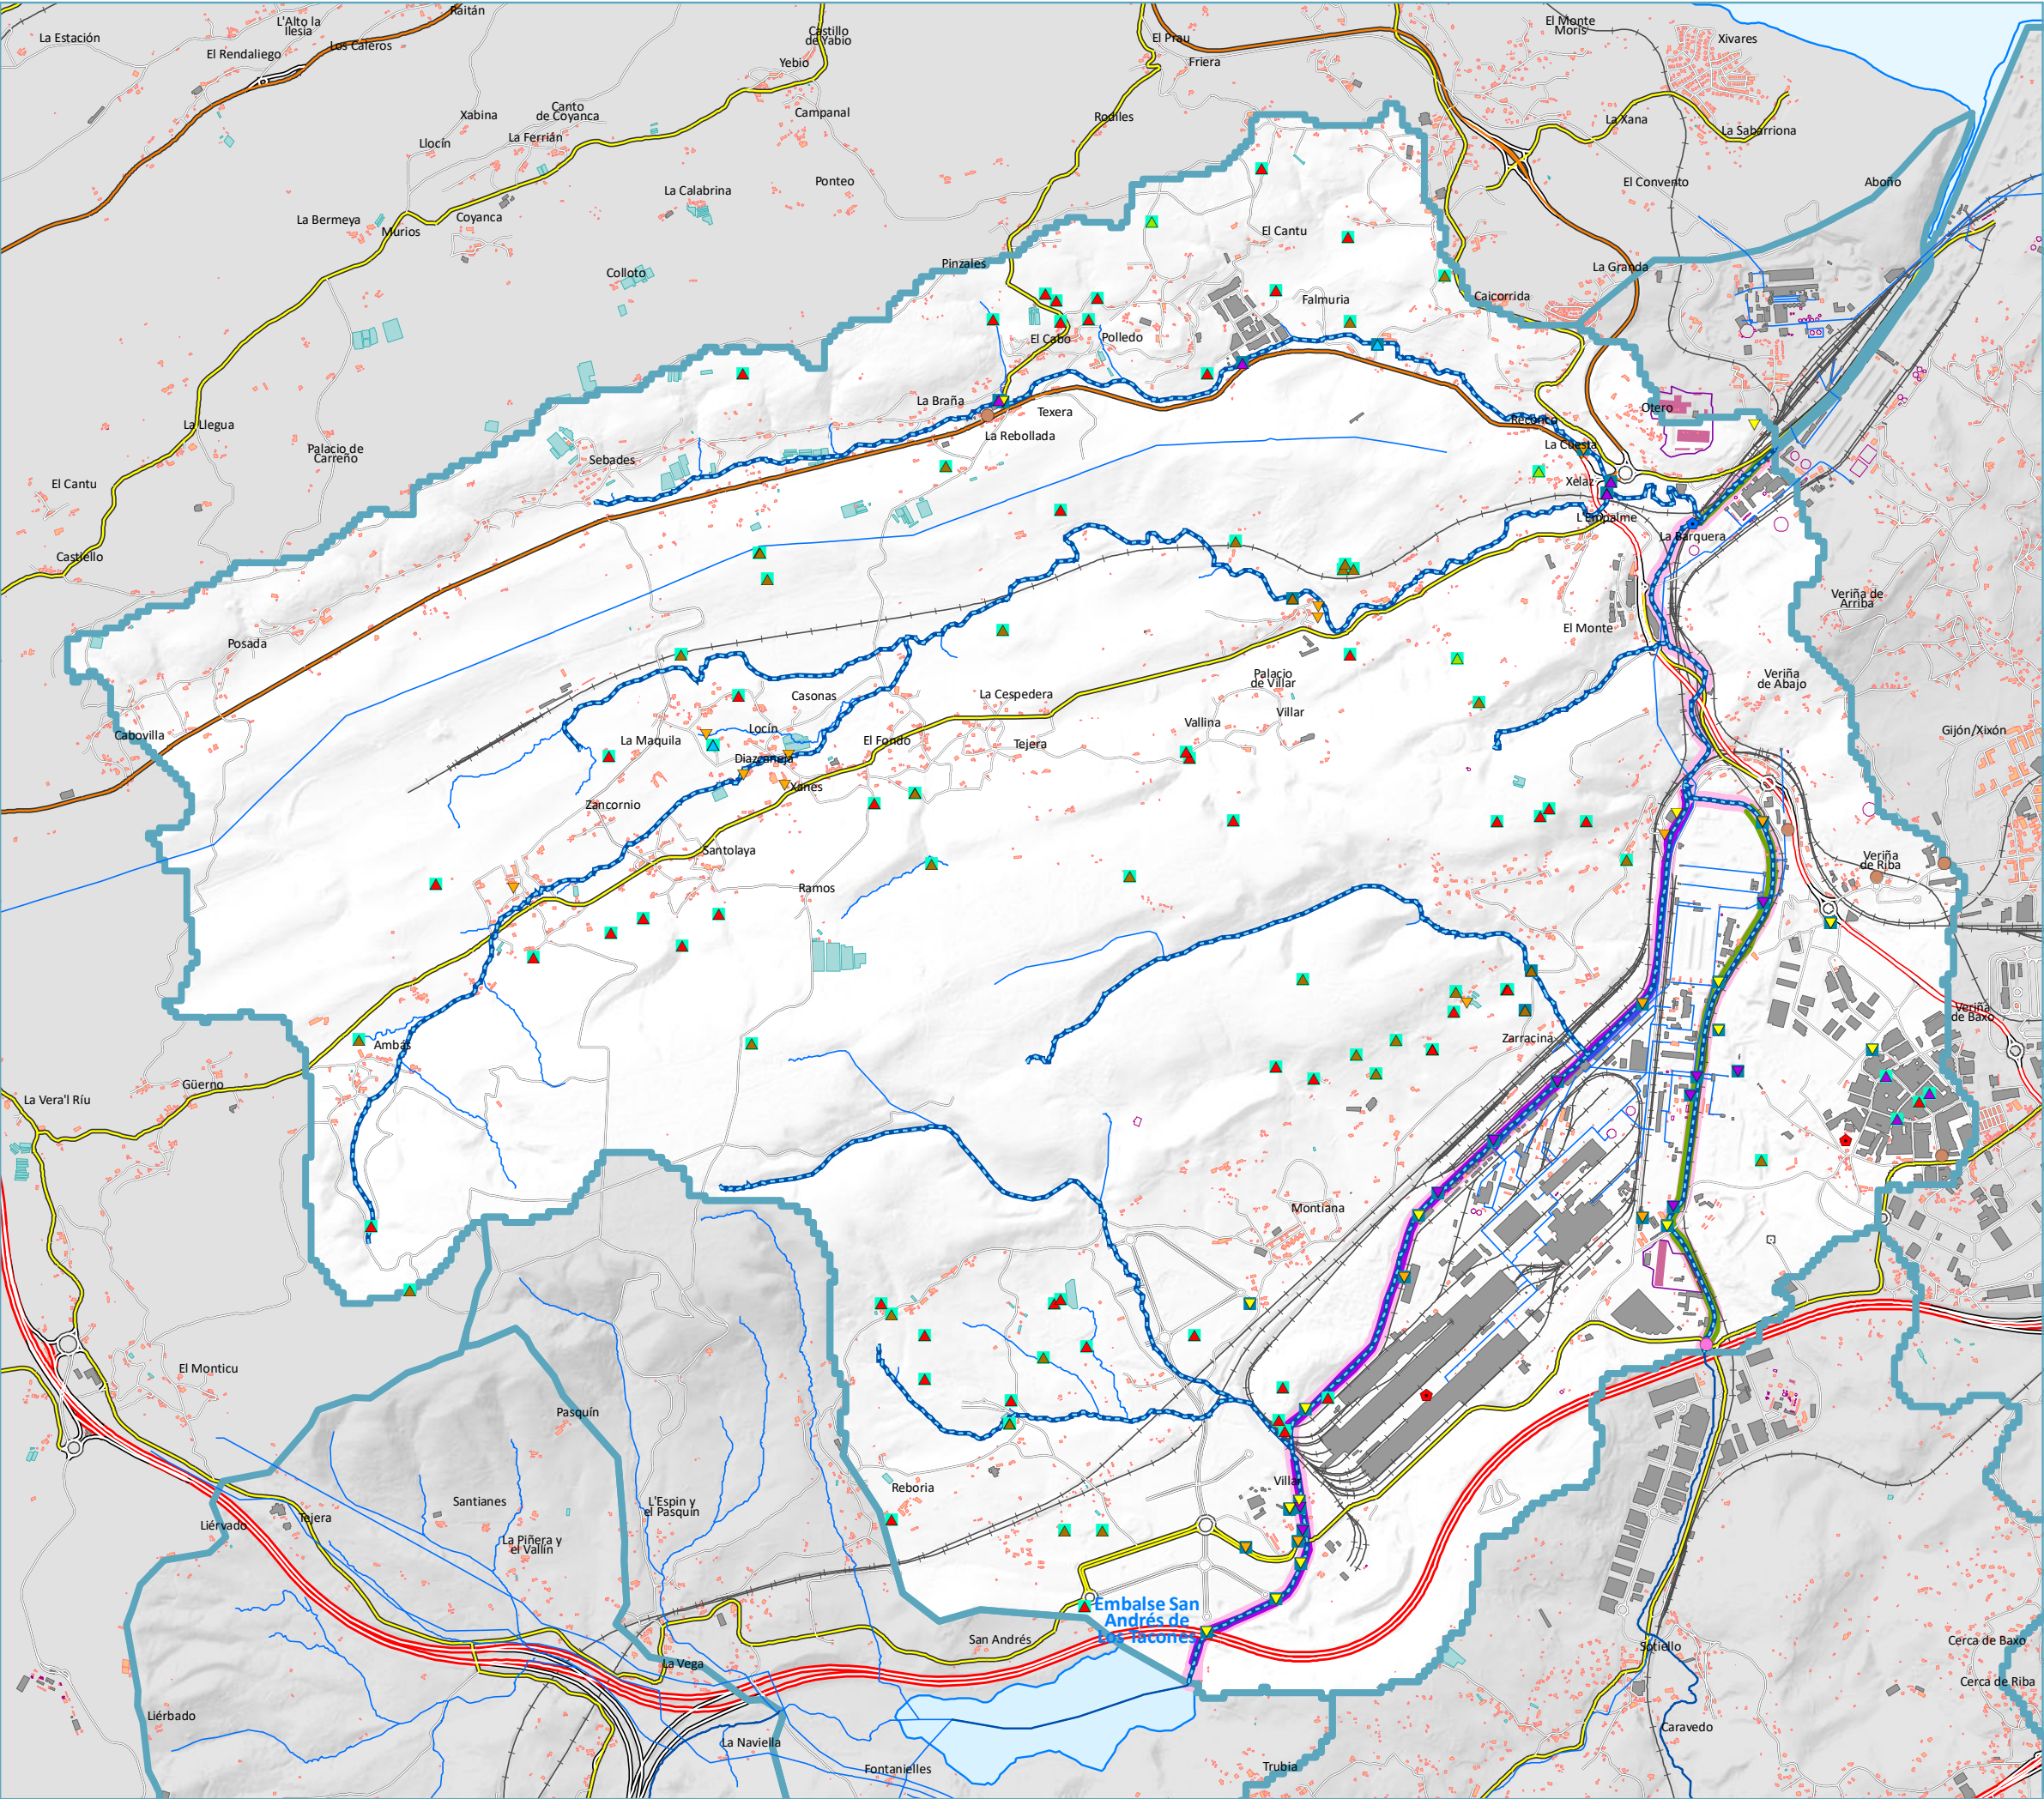 Raitán
L'Alto la
Ilesia
La Estación
El Rendaliego
Los Caleros
Castillo
de Yabio
Yebio
El Prau
Friera
El Monte
Morís
Xivares
Canto
de Coyanca
Xabina
Campanal
Rodiles
La Xana
La Sabarriona
La Ferrián
Llocín
La Calabrina
Ponteo
El Convento
Aboño
La Bermeya
Coyanca
Murios
El Cantu
Pinzales
Colloto
La Granda
Caicorrida
Falmuria
El Cabo
Polledo
La Braña
Texera
Otero
La Llegua
La Rebollada
Reconco
La Cuesta
Palacio de
Carreño
Sebades
El Cantu
Xelaz
L'Empalme
La Barquera
Castiello
Veriña de
Arriba
El Monte
Posada
Palacio
de Villar
Veriña
de Abajo
Casonas
La Cespedera
Villar
Vallina
Locín
Gijón/Xixón
Cabovilla
La Maquila
El Fondo
Tejera
Diazcaneja
Xanes
Zancornio
Santolaya
Veriña
de Riba
Ramos
Veriña
de Baxo
Zarracina
Ambás
Güerno
La Vera'l Ríu
Montiana
El Monticu
Pasquín
Villar
Reboria
Santianes
L'Espin y
el Pasquín
Tejera
Liérvado
La Piñera y
el Vallín
Embalse San
Andrés de
Los Tacones
San Andrés
Sotiello
Cerca de Baxo
La Vega
Cerca de Riba
Liérbado
Caravedo
La Naviella
Fontanielles
Trubia